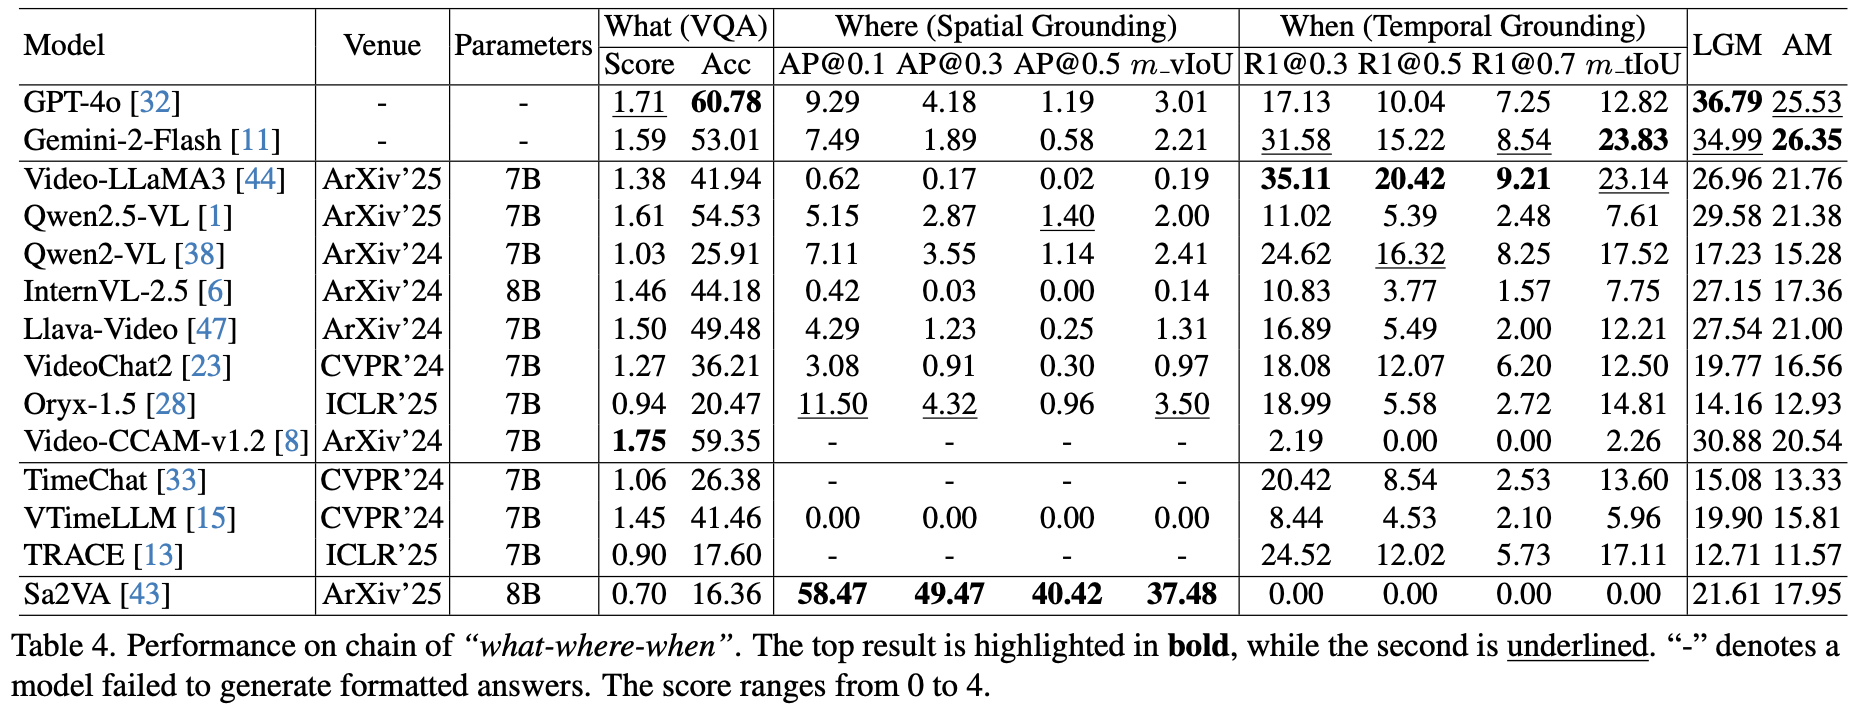 Model Venue Parameters What (VQA) Where (Spatial Grounding) When (Temporal Grounding) LGM AM
Score Acc AP@0.1 AP@0.3 AP@0.5 m_vIoU R1@0.3 R1@0.5 R1@0.7 m_tIoU
GPT-4o [32] - - 1.71 60.78 9.29 4.18 1.19 3.01 17.13 10.04 7.25 12.82 36.79 25.53
Gemini-2-Flash [11] - - 1.59 53.01 7.49 1.89 0.58 2.21 31.58 15.22 8.54 23.83 34.99 26.35
Video-LLaMA3 [44] ArXiv’25 7B 1.38 41.94 0.62 0.17 0.02 0.19 35.11 20.42 9.21 23.14 26.96 21.76
Qwen2.5-VL [1] ArXiv’25 7B 1.61 54.53 5.15 2.87 1.40 2.00 11.02 5.39 2.48 7.61 29.58 21.38
Qwen2-VL [38] ArXiv’24 7B 1.03 25.91 7.11 3.55 1.14 2.41 24.62 16.32 8.25 17.52 17.23 15.28
InternVL-2.5 [6] ArXiv’24 8B 1.46 44.18 0.42 0.03 0.00 0.14 10.83 3.77 1.57 7.75 27.15 17.36
Llava-Video [47] ArXiv’24 7B 1.50 49.48 4.29 1.23 0.25 1.31 16.89 5.49 2.00 12.21 27.54 21.00
VideoChat2 [23] CVPR’24 7B 1.27 36.21 3.08 0.91 0.30 0.97 18.08 12.07 6.20 12.50 19.77 16.56
Oryx-1.5 [28] ICLR’25 7B 0.94 20.47 11.50 4.32 0.96 3.50 18.99 5.58 2.72 14.81 14.16 12.93
Video-CCAM-v1.2 [8] ArXiv’24 7B 1.75 59.35 - - - - 2.19 0.00 0.00 2.26 30.88 20.54
TimeChat [33] CVPR’24 7B 1.06 26.38 - - - - 20.42 8.54 2.53 13.60 15.08 13.33
VTimeLLM [15] CVPR’24 7B 1.45 41.46 0.00 0.00 0.00 0.00 8.44 4.53 2.10 5.96 19.90 15.81
TRACE [13] ICLR’25 7B 0.90 17.60 - - - - 24.52 12.02 5.73 17.11 12.71 11.57
Sa2VA [43] ArXiv’25 8B 0.70 16.36 58.47 49.47 40.42 37.48 0.00 0.00 0.00 0.00 21.61 17.95
Table 4. Performance on chain of “what-where-when”. The top result is highlighted in bold, while the second is underlined. “-” denotes a
model failed to generate formatted answers. The score ranges from 0 to 4.